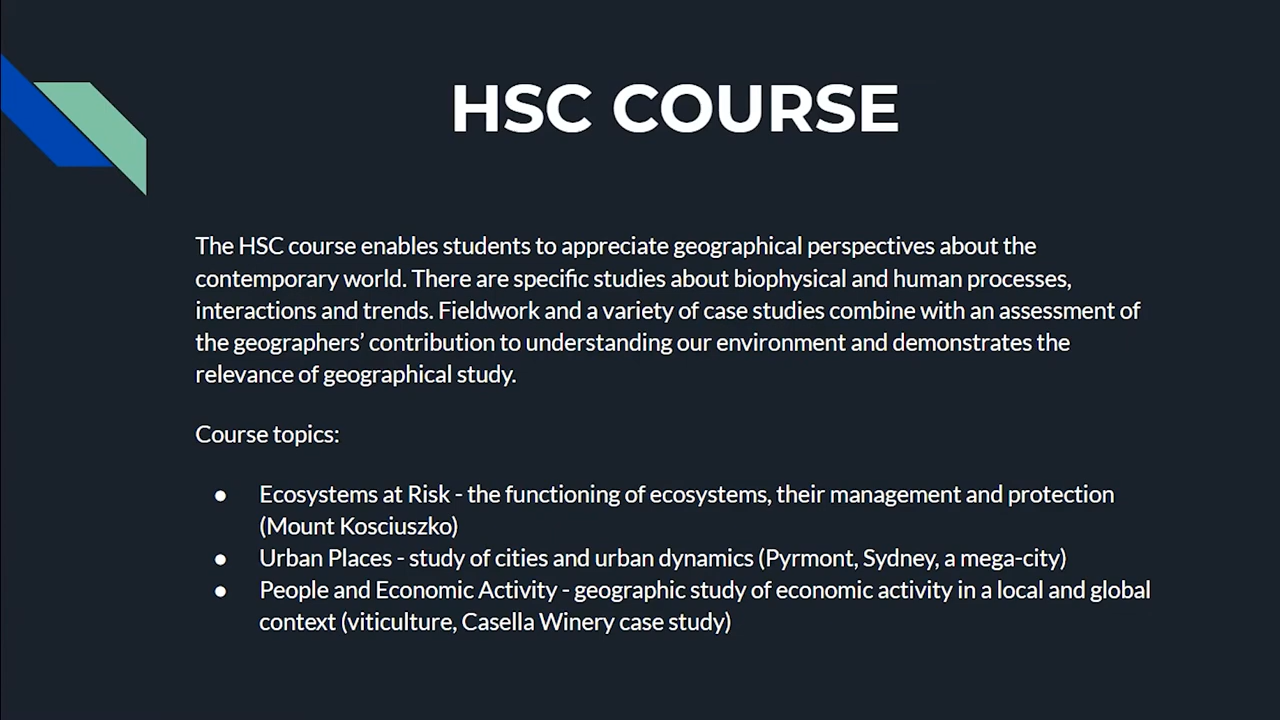 HSC COURSE
The HSC course enables students to appreciate geographical perspectives about the
contemporary world. There are specific studies about biophysical and human processes,
interactions and trends. Fieldwork and a variety of case studies combine with an assessment of
the geographers’ contribution to understanding our environment and demonstrates the
relevance of geographical study.
Course topics:
● Ecosystems at Risk - the functioning of ecosystems, their management and protection
(Mount Kosciuszko)
● Urban Places - study of cities and urban dynamics (Pyrmont, Sydney, a mega-city)
● People and Economic Activity - geographic study of economic activity in a local and global
context (viticulture, Casella Winery case study)